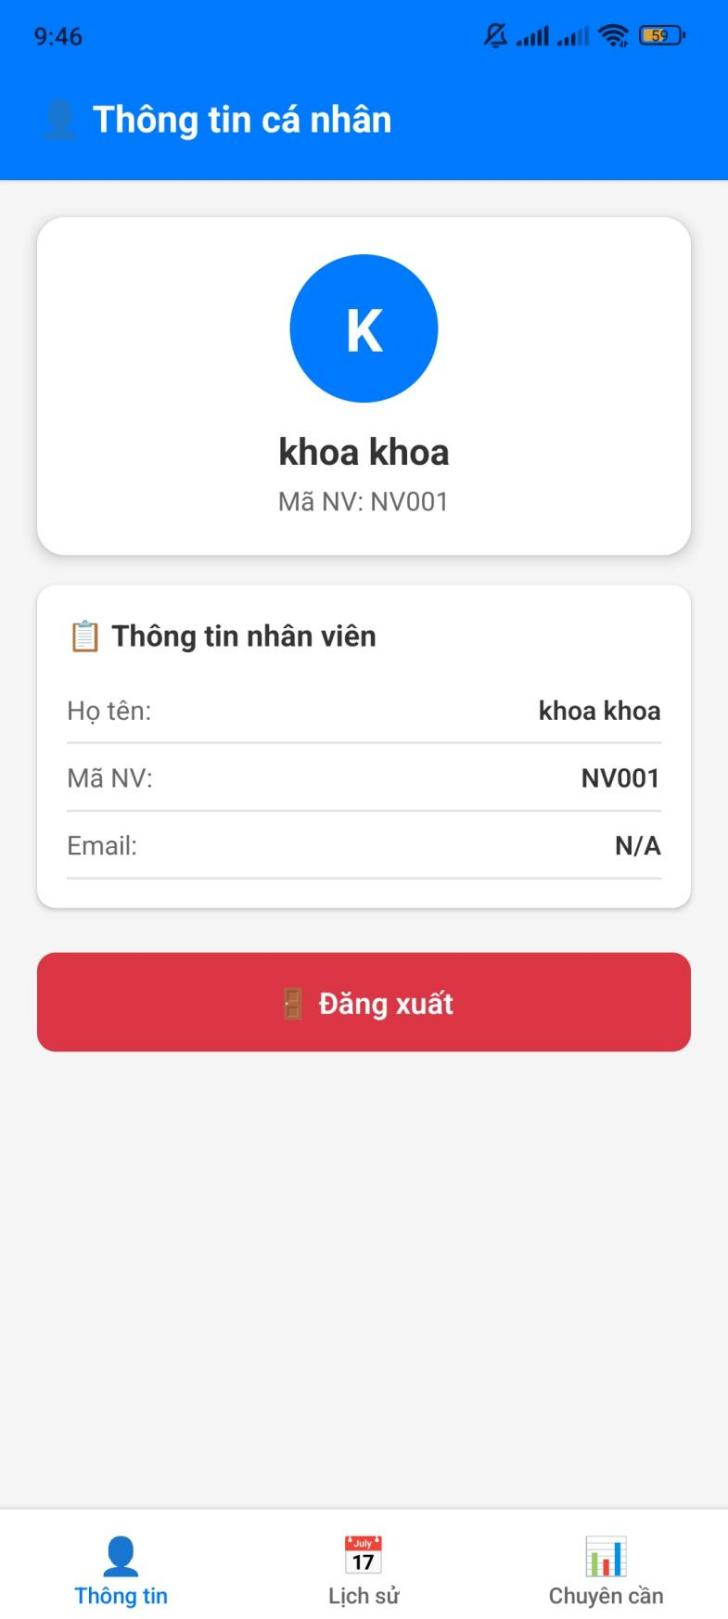 9:46
59
Thông tin cá nhân
K
khoa khoa
Mã NV: NV001
Thông tin nhân viên
Họ tên: khoa khoa
Mã NV: NV001
Email: N/A
Đăng xuất
July
17
Thông tin Lịch sử Chuyên cần